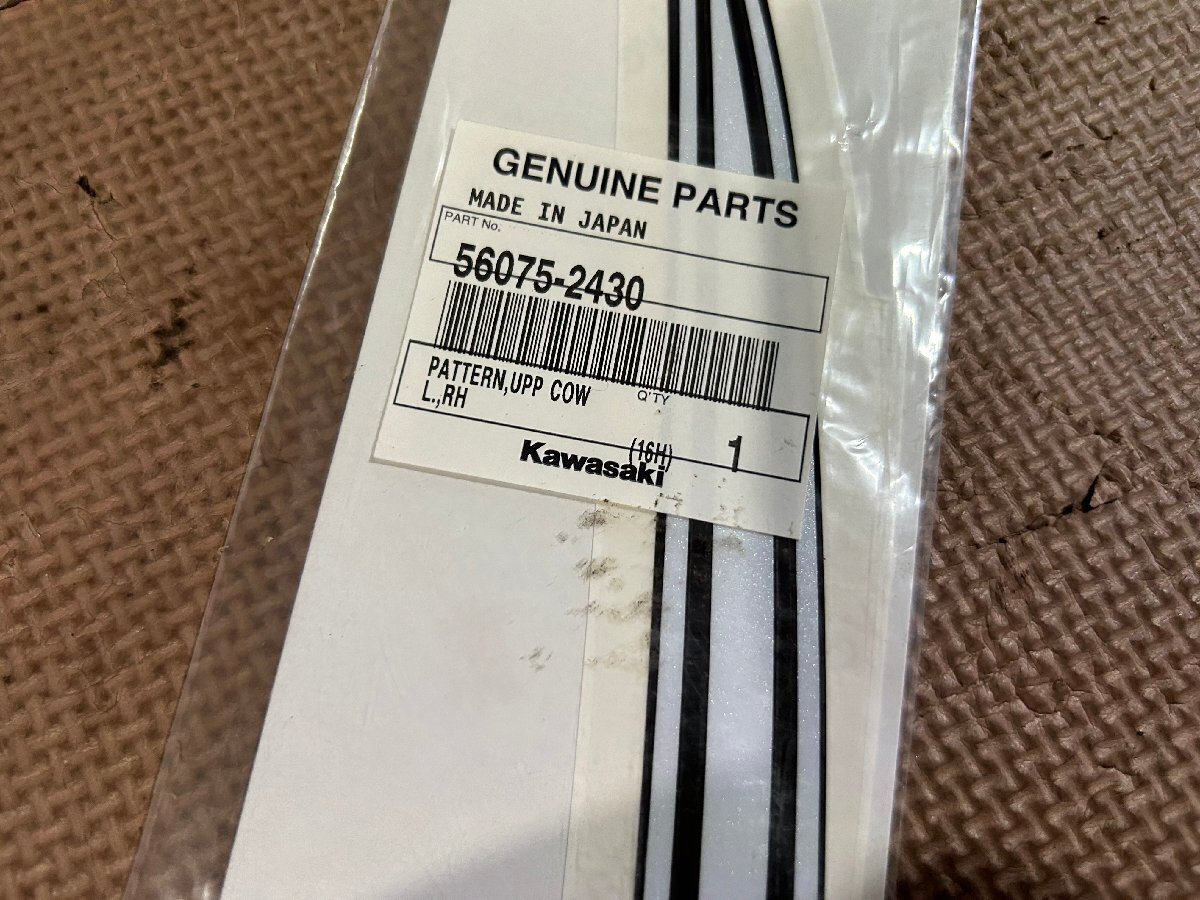 GENUINE PARTS
MADE IN JAPAN
PART No.
56075-2430
PATTERN,UPP COW
L.,RH
Q'TY
(16H)
1
Kawasaki